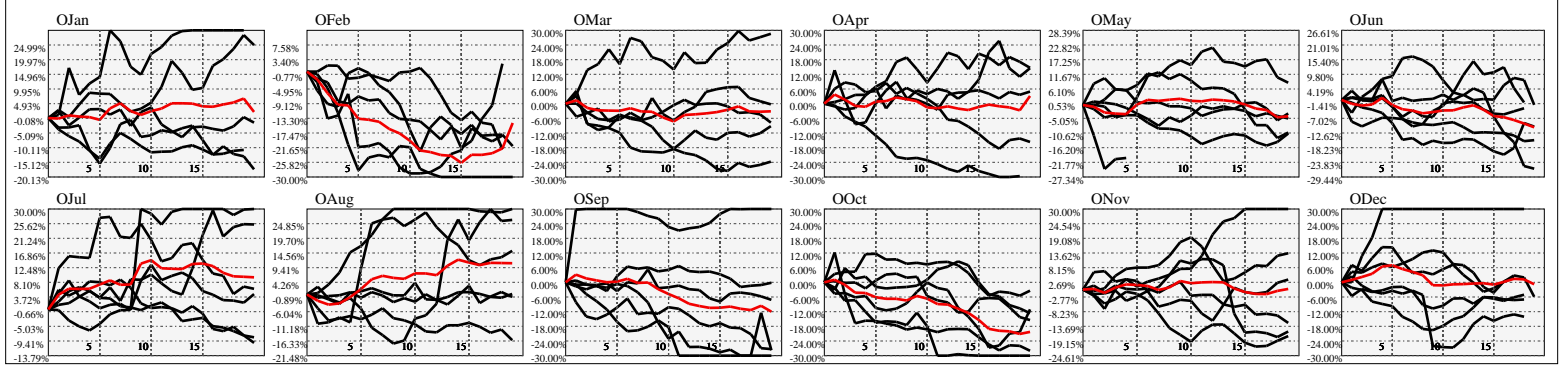 OJan OFeb OMar OApr OMay OJun
24.99% 7.58% 30.00% 30.00% 28.39% 26.61%
19.97% 3.40% 24.00% 24.00% 22.82% 21.01%
14.96% -0.77% 18.00% 18.00% 17.25% 15.40%
9.95% -4.95% 12.00% 12.00% 11.67% 9.80%
4.93% -9.12% 6.00% 6.00% 6.10% 4.19%
-0.08% -13.30% 0.00% 0.00% 0.53% -1.41%
-5.09% -17.47% -6.00% -6.00% -5.05% -7.02%
-10.11% -21.65% -12.00% -12.00% -10.62% -12.62%
-15.12% -25.82% -18.00% -18.00% -16.20% -18.23%
-20.13% -30.00% -24.00% -24.00% -21.77% -23.83%
-30.00% -30.00% -27.34% -29.44%
5 10 15 5 10 15 5 10 15 5 10 15 5 10 15 5 10 15
OJul OAug OSep OOct ONov ODec
30.00% 24.85% 30.00% 30.00% 30.00% 30.00%
25.62% 19.70% 24.00% 24.00% 24.54% 24.00%
21.24% 14.56% 18.00% 18.00% 19.08% 18.00%
16.86% 9.41% 12.00% 12.00% 13.62% 12.00%
12.48% 4.26% 6.00% 6.00% 8.15% 6.00%
8.10% -0.89% 0.00% 0.00% 2.69% 0.00%
3.72% -6.04% -6.00% -6.00% -2.77% -6.00%
-0.66% -11.18% -12.00% -12.00% -8.23% -12.00%
-5.03% -16.33% -18.00% -18.00% -13.69% -18.00%
-9.41% -21.48% -24.00% -24.00% -19.15% -24.00%
-13.79% -30.00% -30.00% -24.61% -30.00%
5 10 15 5 10 15 5 10 15 5 10 15 5 10 15 5 10 15